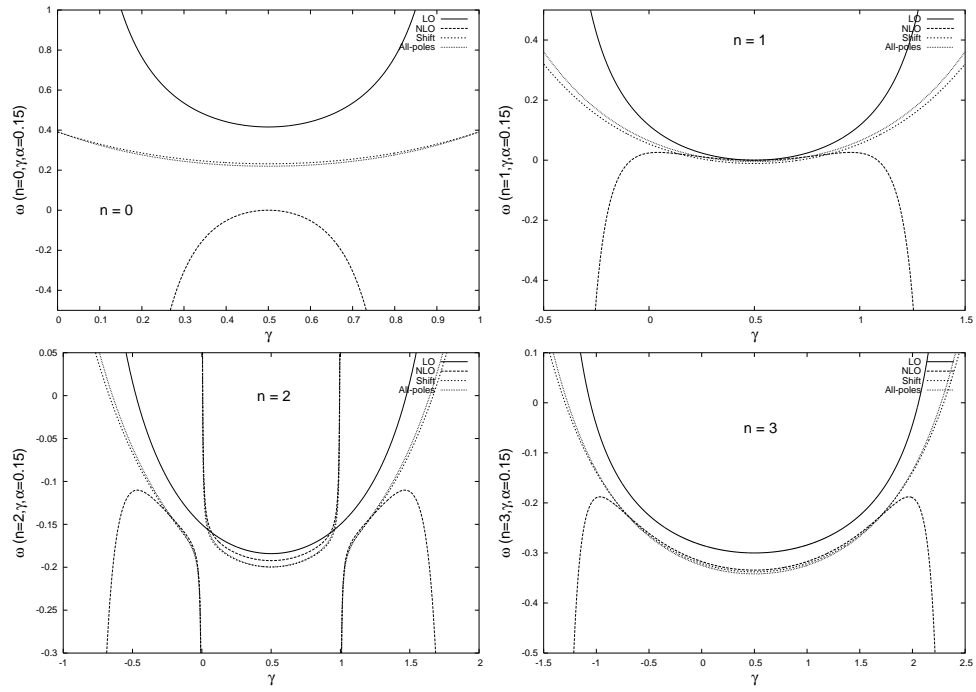 ω (n=0,γ,α=0.15)
1
0.8
0.6
0.4
0.2
0
-0.2
-0.4
LO
NLO
Shift
All-poles
n = 0
0 0.1 0.2 0.3 0.4 0.5 0.6 0.7 0.8 0.9 1
γ
ω (n=1,γ,α=0.15)
0.4
0.2
0
-0.2
-0.4
LO
NLO
Shift
All-poles
n = 1
-0.5 0 0.5 1 1.5
γ
ω (n=2,γ,α=0.15)
0.05
0
-0.05
-0.1
-0.15
-0.2
-0.25
-0.3
LO
NLO
Shift
All-poles
n = 2
-1 -0.5 0 0.5 1 1.5 2
γ
ω (n=3,γ,α=0.15)
0.1
0
-0.1
-0.2
-0.3
-0.4
-0.5
LO
NLO
Shift
All-poles
n = 3
-1.5 -1 -0.5 0 0.5 1 1.5 2 2.5
γ